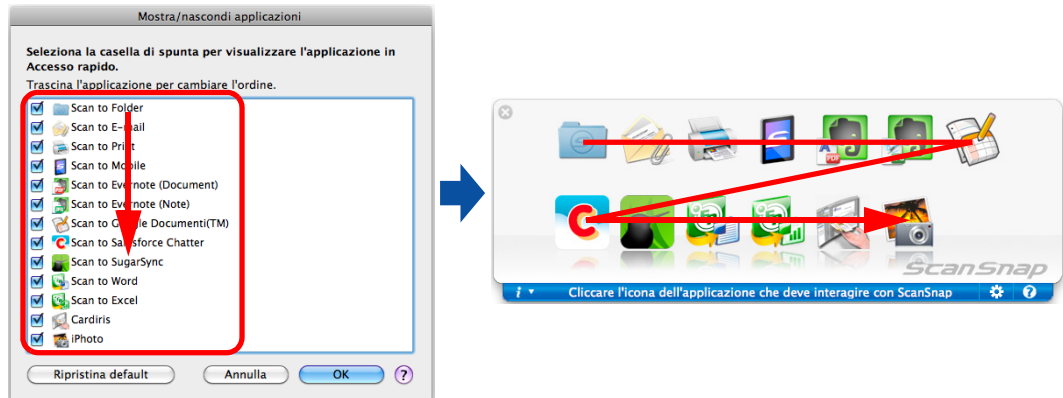 Mostra/nascondi applicazioni
Seleziona la casella di spunta per visualizzare l'applicazione in
Accesso rapido.
Trascina l'applicazione per cambiare l'ordine.
Scan to Folder
Scan to E-mail
Scan to Print
Scan to Mobile
Scan to Evernote (Document)
Scan to Evernote (Note)
Scan to Google Documenti(TM)
Scan to Salesforce Chatter
Scan to SugarSync
Scan to Word
Scan to Excel
Cardiris
iPhoto
Ripristina default
Annulla
OK
?
S
A
PDF
C
ScanSnap
i
Cliccare l'icona dell'applicazione che deve interagire con ScanSnap
?